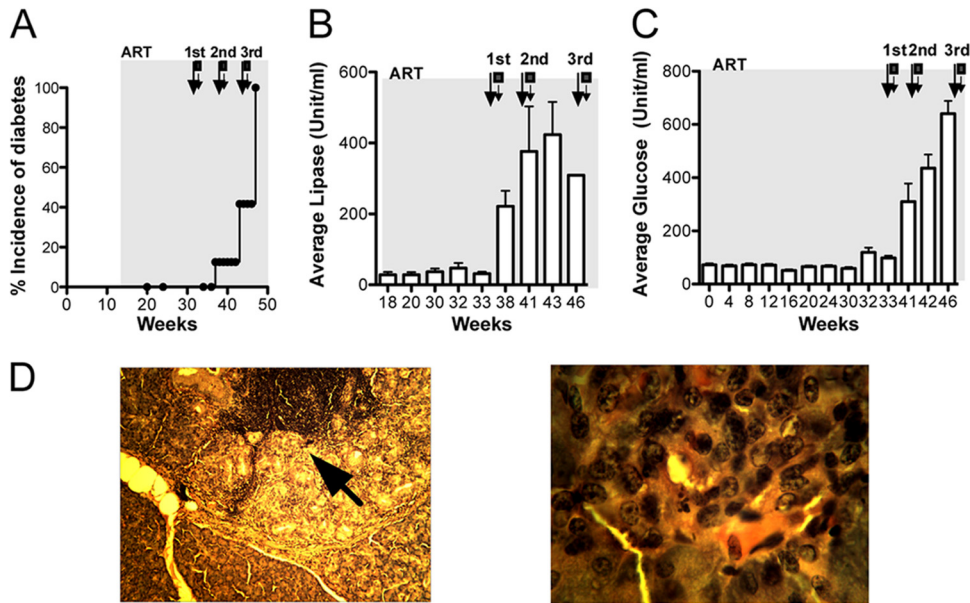 A
ART 1st 2nd 3rd
% Incidence of diabetes
100
80
60
40
20
0
0 10 20 30 40 50
Weeks
B
ART 1st 2nd 3rd
Average Lipase (Unit/ml)
600
400
200
0
18 20 30 32 33 38 41 43 46
Weeks
C
ART 1st 2nd 3rd
Average Glucose (Unit/ml)
800
600
400
200
0
0 4 8 12 16 20 24 30 32 33 41 42 46
Weeks
D